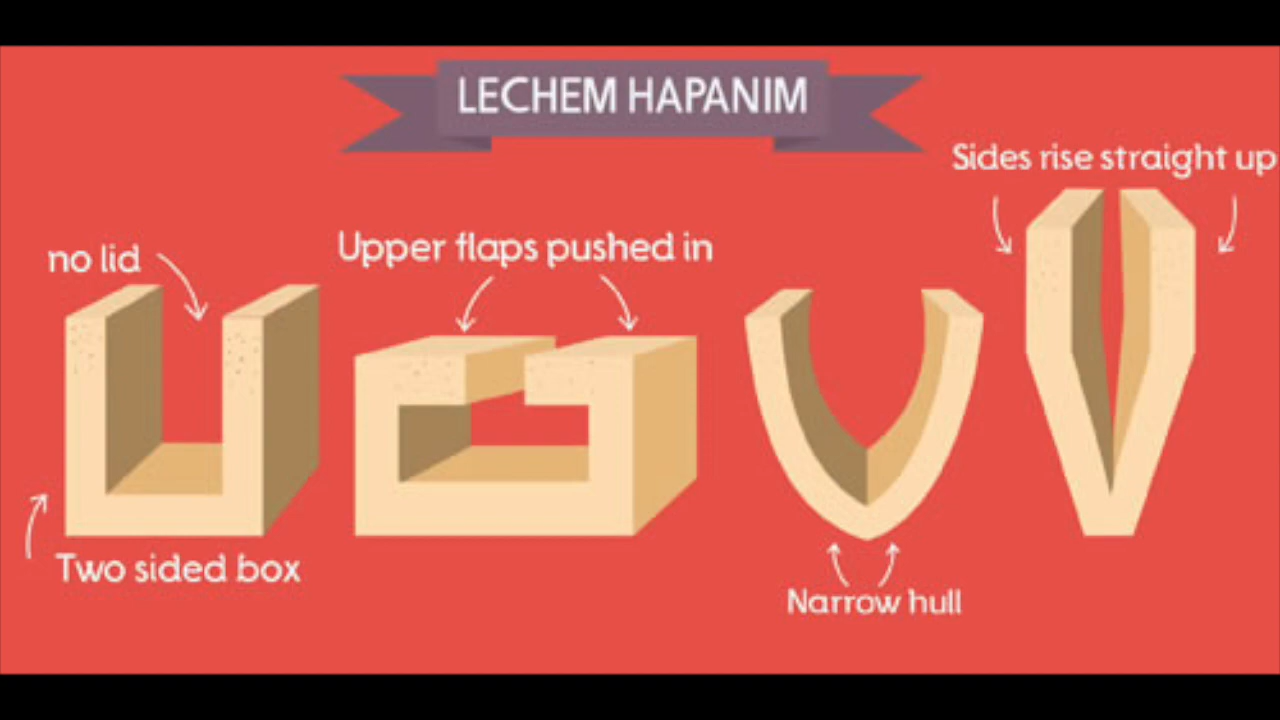 LECHEM HAPANIM
Sides rise straight up
Upper flaps pushed in
no lid
Two sided box
Narrow hull